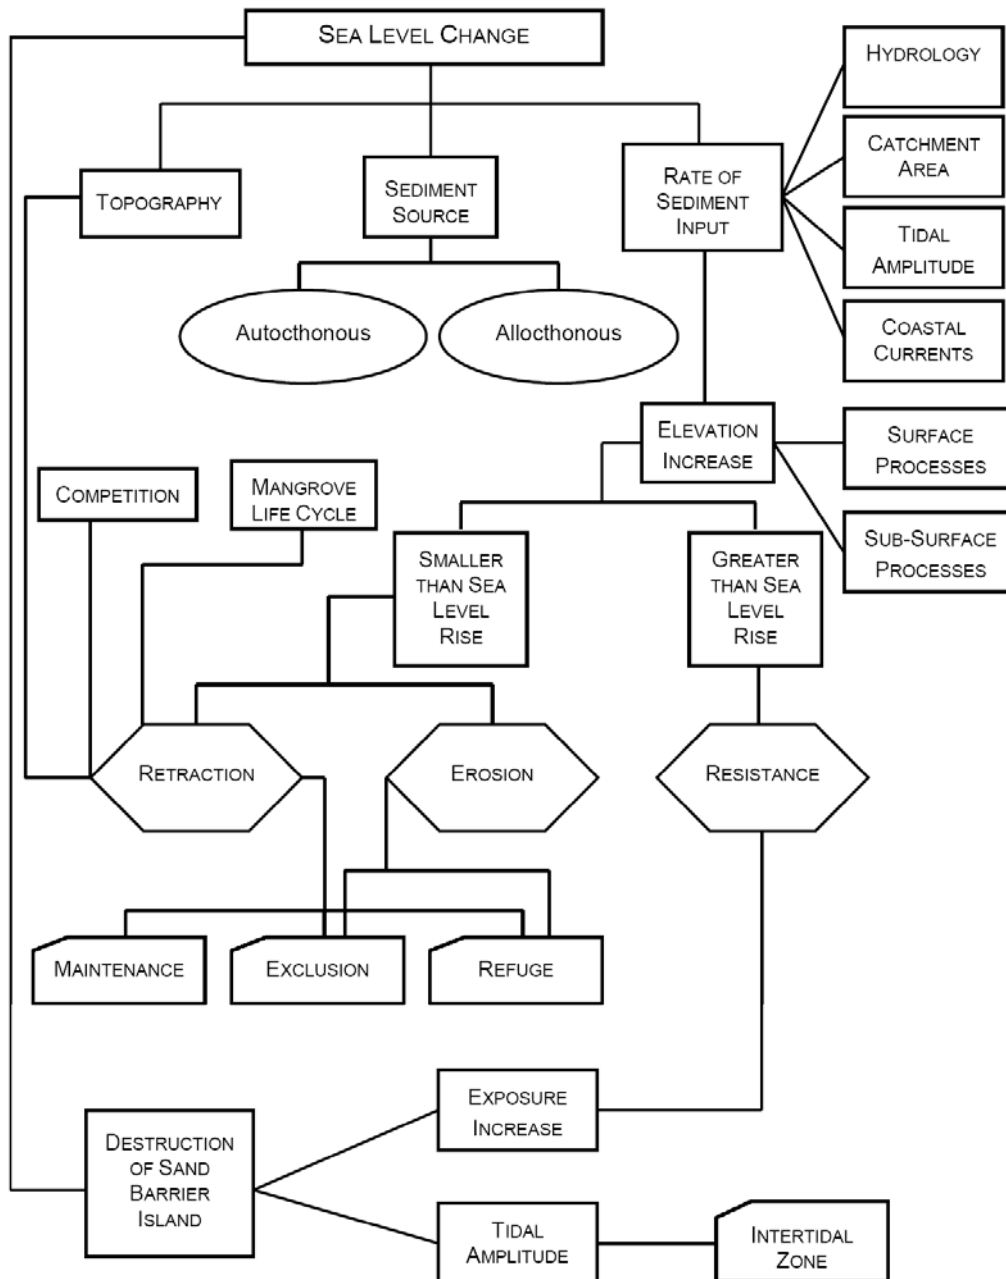 SEA LEVEL CHANGE
HYDROLOGY
CATCHMENT
AREA
TOPOGRAPHY
SEDIMENT
SOURCE
RATE OF
SEDIMENT
INPUT
TIDAL
AMPLITUDE
Autocthonous
Allocthonous
COASTAL
CURRENTS
ELEVATION
INCREASE
SURFACE
PROCESSES
COMPETITION
MANGROVE
LIFE CYCLE
SUB-SURFACE
PROCESSES
SMALLER
THAN SEA
LEVEL
RISE
GREATER
THAN SEA
LEVEL
RISE
RETRACTION
EROSION
RESISTANCE
MAINTENANCE
EXCLUSION
REFUGE
EXPOSURE
INCREASE
DESTRUCTION
OF SAND
BARRIER
ISLAND
TIDAL
AMPLITUDE
INTERTIDAL
ZONE